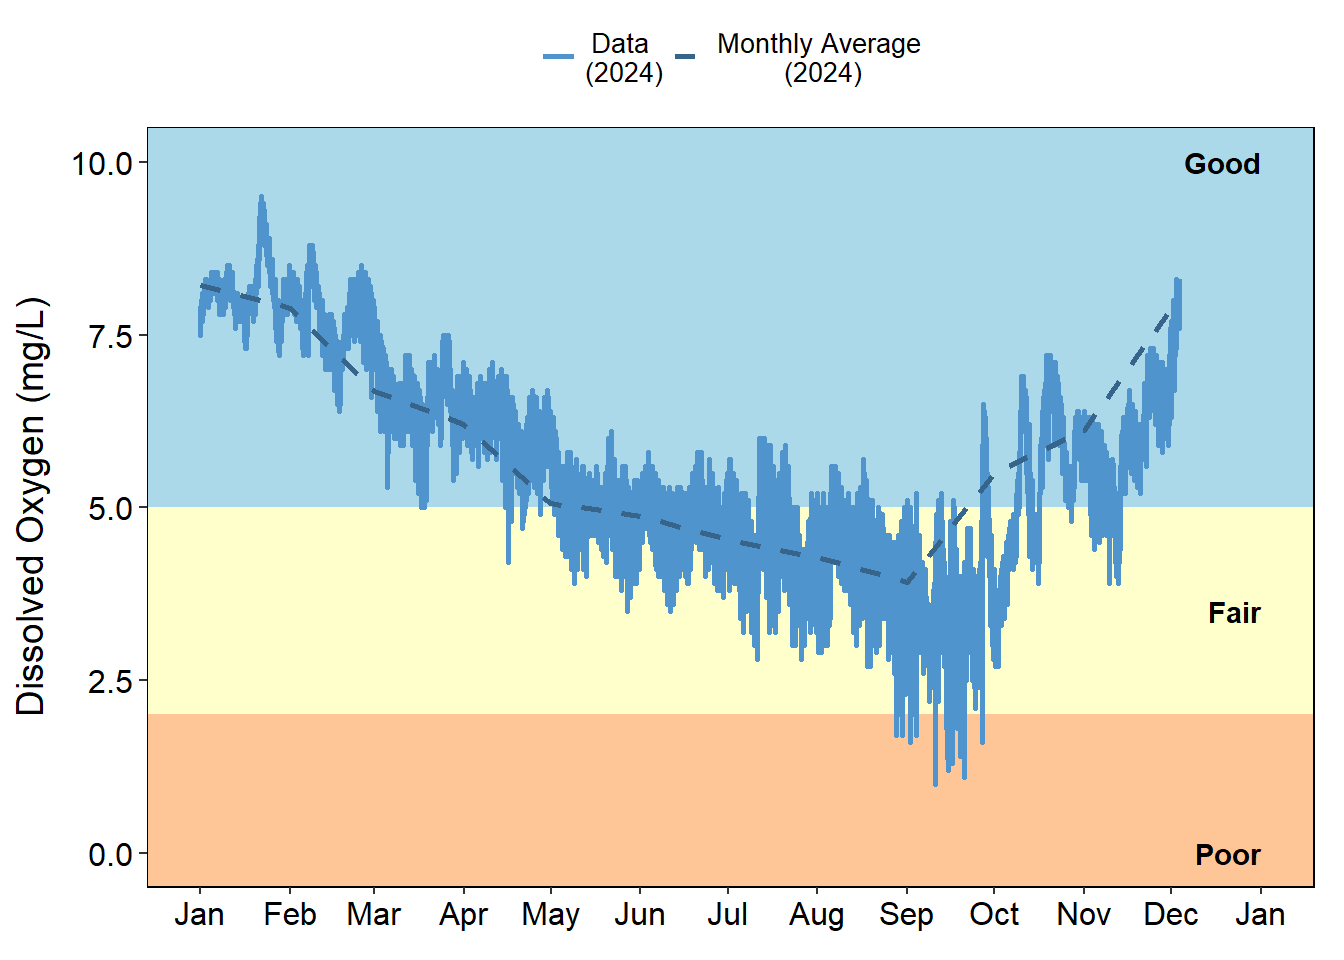 Data
(2024)
Monthly Average
(2024)
Dissolved Oxygen (mg/L)
10.0
7.5
5.0
2.5
0.0
Good
Fair
Poor
Jan Feb Mar Apr May Jun Jul Aug Sep Oct Nov Dec Jan